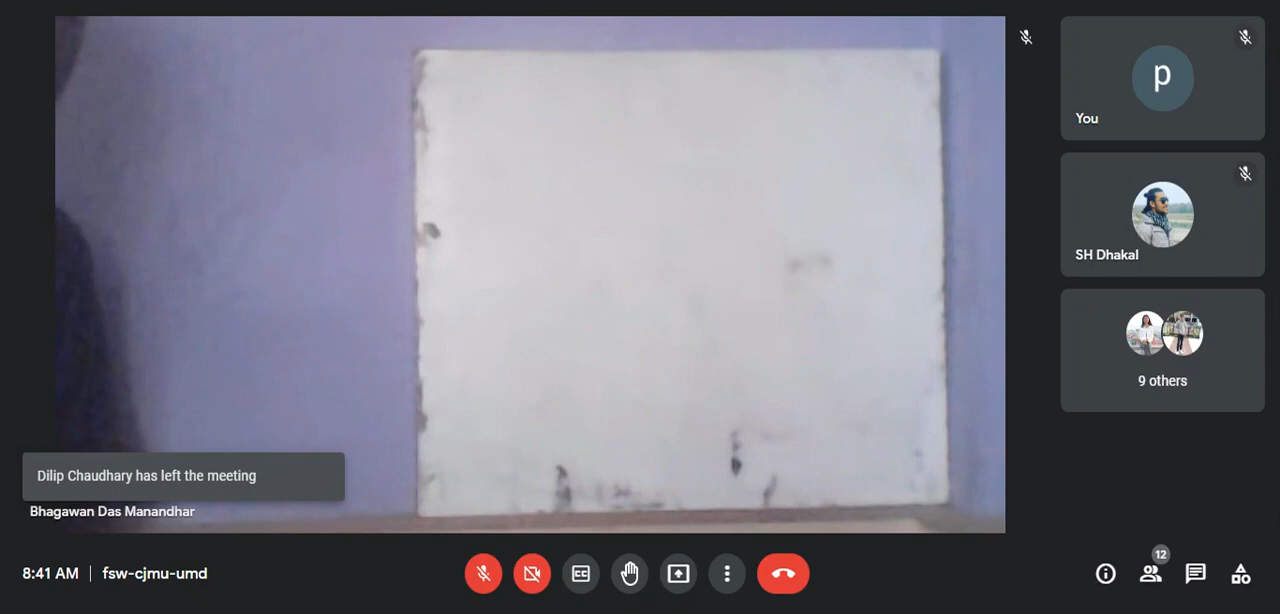 p
You
SH Dhakal
9 others
Dilip Chaudhary has left the meeting
Bhagawan Das Manandhar
8:41 AM | fsw-cjmu-umd
CC
12